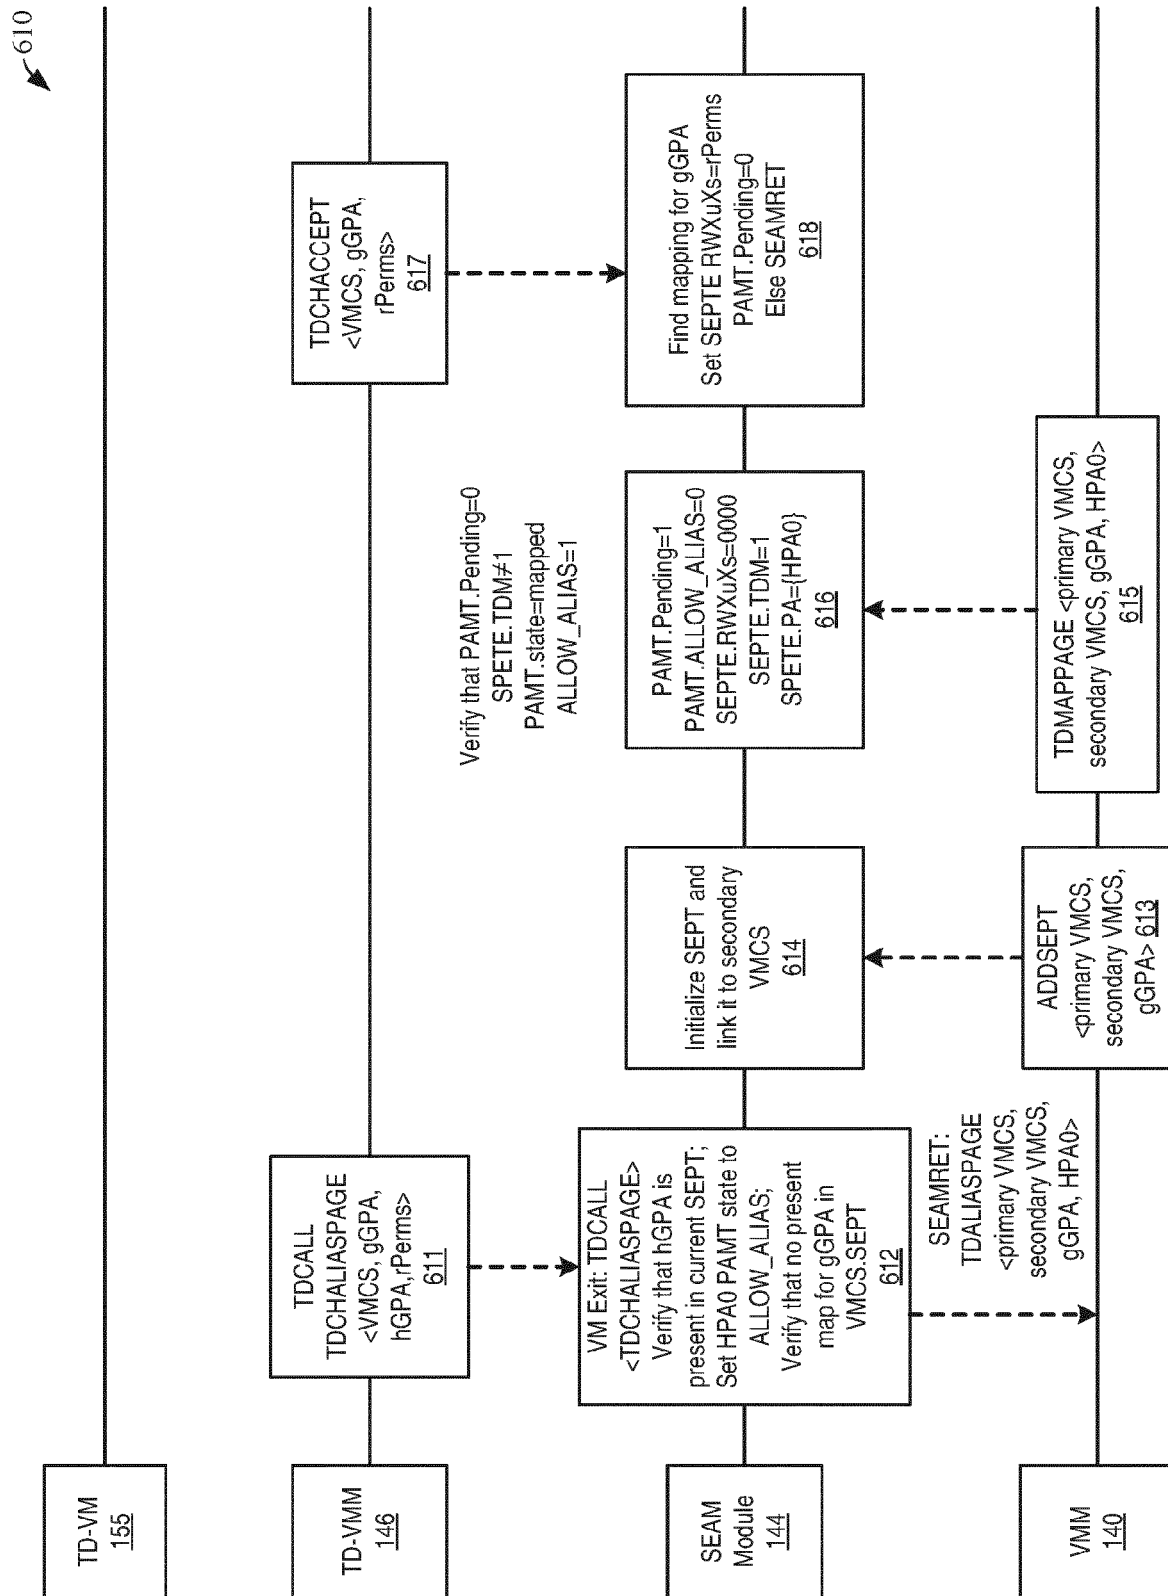 610
TD-VM
155
TD-VMM
146
SEAM
Module
144
VMM
140
TDCALL
TDCHALIASPAGE
<VMCS, gGPA,
hGPA,rPerms>
611
VM Exit: TDCALL
<TDCHALIASPAGE>
Verify that hGPA is
present in current SEPT;
Set HPA0 PAMT state to
ALLOW_ALIAS;
Verify that no present
map for gGPA in
VMCS.SEPT
612
SEAMRET:
TDALIASPAGE
<primary VMCS,
secondary VMCS,
gGPA, HPA0>
ADDSEPT
<primary VMCS,
secondary VMCS,
gGPA> 613
Initialize SEPT and
link it to secondary
VMCS
614
TDMAPPAGE <primary VMCS,
secondary VMCS, gGPA, HPA0>
615
Verify that PAMT.Pending=0
SPETE.TDM≠1
PAMT.state=mapped
ALLOW_ALIAS=1
PAMT.Pending=1
PAMT.ALLOW_ALIAS=0
SEPTE.RWXuXs=0000
SEPTE.TDM=1
SPETE.PA={HPA0}
616
TDCHACCEPT
<VMCS, gGPA,
rPerms>
617
Find mapping for gGPA
Set SEPTE RWXuXs=rPerms
PAMT.Pending=0
Else SEAMRET
618